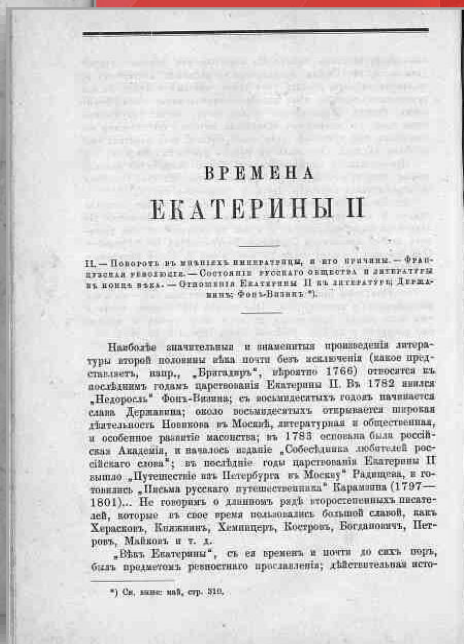 ВРЕМЕНА
ЕКАТЕРИНЫ II
II. — Поворотъ въ мнѣніяхъ императрицы, и его причины. — Фран-
цузская революція. — Состояніе русскаго общества и литературы
въ концѣ вѣка. — Отношенія Екатерины II къ литературѣ; Держа-
винъ; Фонъ-Визинъ *).
Наиболѣе значительныя и знаменитыя произведенія литера-
туры второй половины вѣка почти безъ исключенія (какое пред-
ставляетъ, напр., „Бригадиръ", вѣроятно 1766) относятся къ
послѣднимъ годамъ царствованія Екатерины II. Въ 1782 явился
„Недоросль" Фонъ-Визина; съ восьмидесятыхъ годовъ начинается
слава Державина; около восьмидесятыхъ открывается широкая
дѣятельность Новикова въ Москвѣ, литературная и общественная,
и особенное развитіе масонства; въ 1783 основана была россій-
ская Академія, и началось изданіе „Собесѣдника любителей рос-
сійскаго слова"; въ послѣдніе годы царствованія Екатерины II
вышло „Путешествіе изъ Петербурга въ Москву" Радищева, и го-
товились „Письма русскаго путешественника" Карамзина (1797—
1801)... Не говоримъ о длинномъ рядѣ второстепенныхъ писате-
лей, которые въ свое время пользовались большой славой, какъ
Херасковъ, Княжнинъ, Хемницеръ, Костровъ, Богдановичъ, Пет-
ровъ, Майковъ и т. д.
„Вѣкъ Екатерины", съ ея временъ и почти до сихъ поръ,
былъ предметомъ ревностнаго прославленія; дѣйствительная исто-
*) См. выше: май, стр. 310.